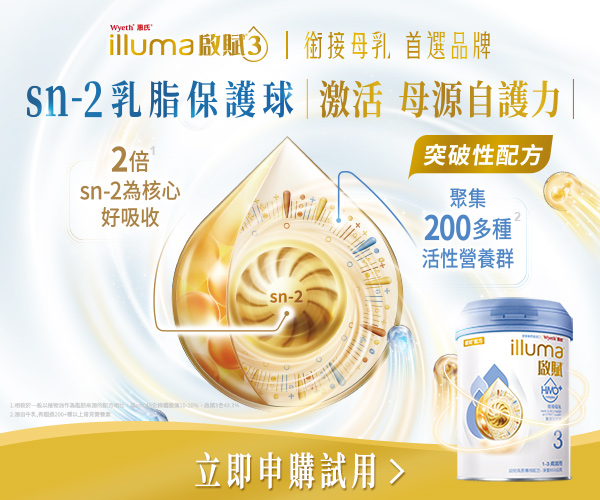 Wyeth® 惠氏®
illuma 啟賦3 | 銜接母乳 首選品牌
sn-2乳脂保護球 | 激活 母源自護力
2倍1
sn-2為核心
好吸收
突破性配方
聚集
200多種2
活性營養群
sn-2
Wyeth
illuma
啟賦
HMO+
3
立即申購試用 >